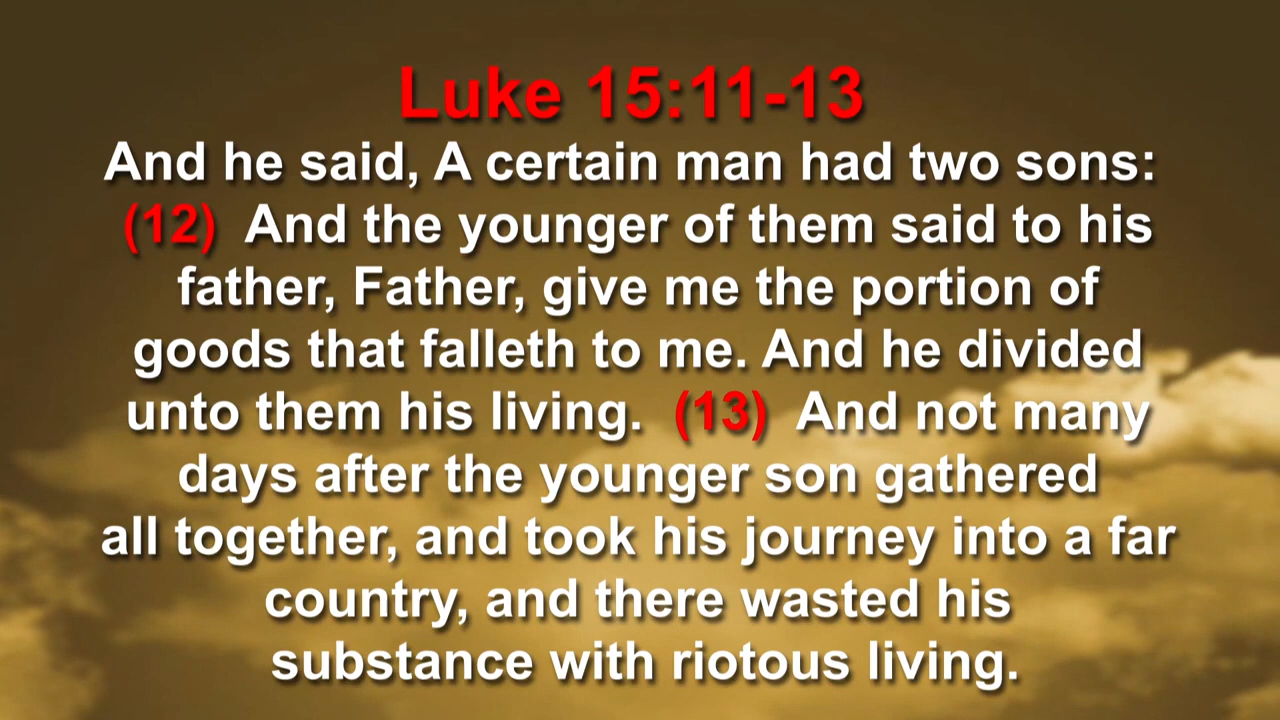 Luke 15:11-13
And he said, A certain man had two sons:
(12) And the younger of them said to his
father, Father, give me the portion of
goods that falleth to me. And he divided
unto them his living. (13) And not many
days after the younger son gathered
all together, and took his journey into a far
country, and there wasted his
substance with riotous living.